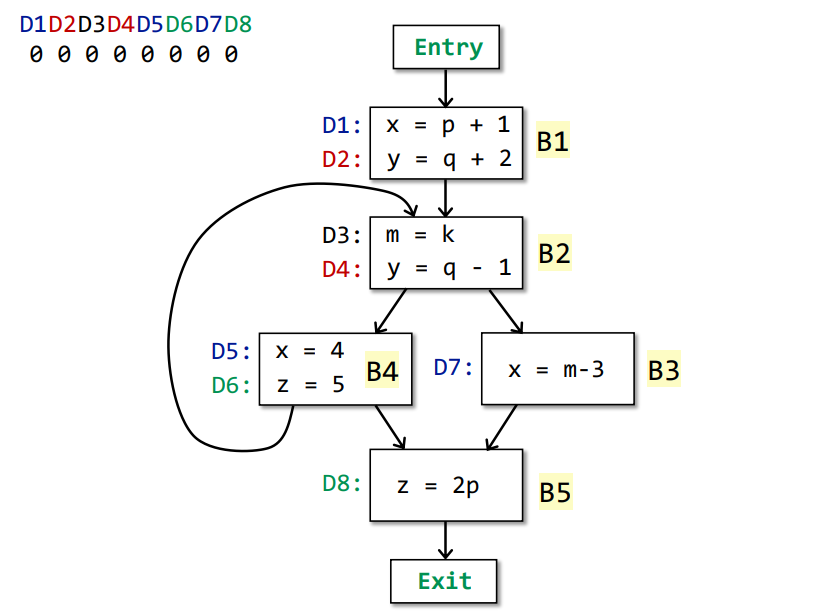 D1D2D3D4D5D6D7D8
0 0 0 0 0 0 0 0
Entry
D1: x = p + 1
D2: y = q + 2
B1
D3: m = k
D4: y = q - 1
B2
D5: x = 4
D6: z = 5
B4
D7: x = m-3
B3
D8: z = 2p
B5
Exit